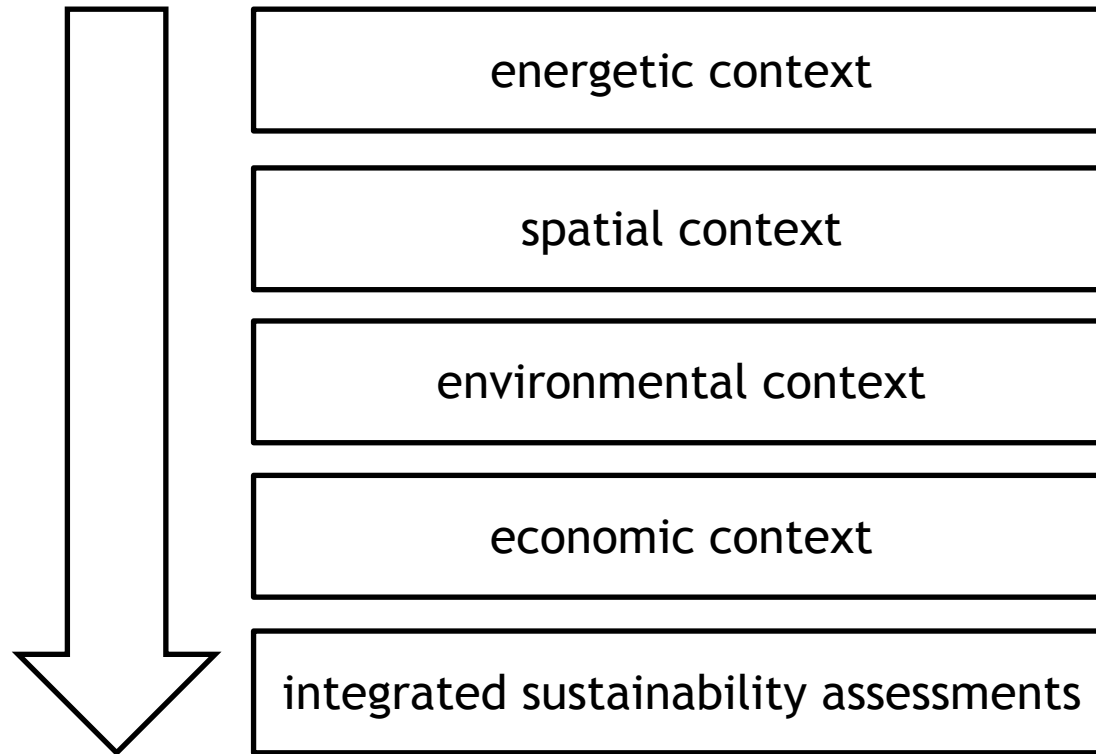 energetic context
spatial context
environmental context
economic context
integrated sustainability assessments